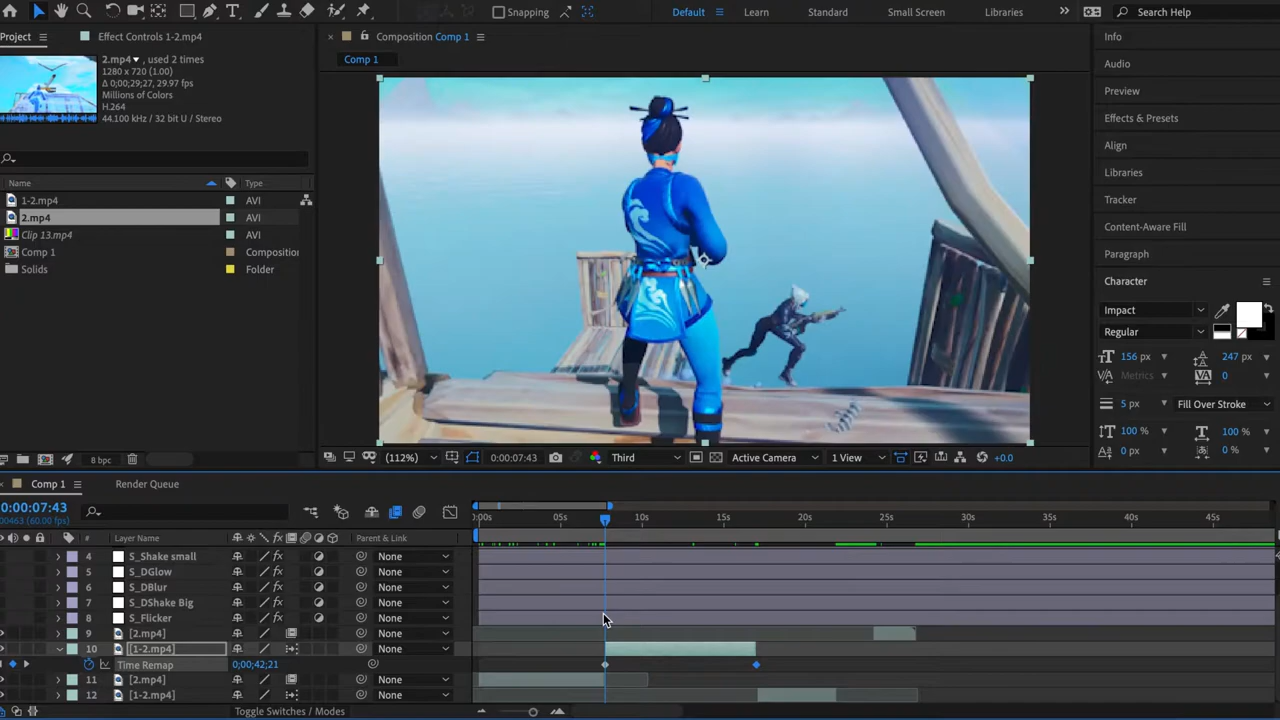 Snapping
Default
Learn
Standard
Small Screen
Libraries
Search Help
Project
Effect Controls 1-2.mp4
Composition Comp 1
Info
2.mp4, used 2 times
1280 x 720 (1.00)
Δ 0;00;29;27, 29.97 fps
Millions of Colors
H.264
44.100 kHz / 32 bit U / Stereo
Comp 1
Audio
Preview
Effects & Presets
Align
Libraries
Tracker
Content-Aware Fill
Paragraph
Character
Name
Type
1-2.mp4
AVI
2.mp4
AVI
Clip 13.mp4
AVI
Comp 1
Composition
Solids
Folder
Impact
Regular
156 px
247 px
Metrics
0
5 px
Fill Over Stroke
100 %
100 %
0 px
0 %
8 bpc
(112%)
0:00:07:43
Third
Active Camera
1 View
+0.0
Comp 1
Render Queue
0:00:07:43
00463 (60.00 fps)
:00s
05s
10s
15s
20s
25s
30s
35s
40s
45s
#
Layer Name
Parent & Link
4
S_Shake small
None
5
S_DGlow
None
6
S_DBlur
None
7
S_DShake Big
None
8
S_Flicker
None
9
[2.mp4]
None
10
[1-2.mp4]
None
Time Remap
0;00;42;21
11
[2.mp4]
None
12
[1-2.mp4]
None
Toggle Switches / Modes